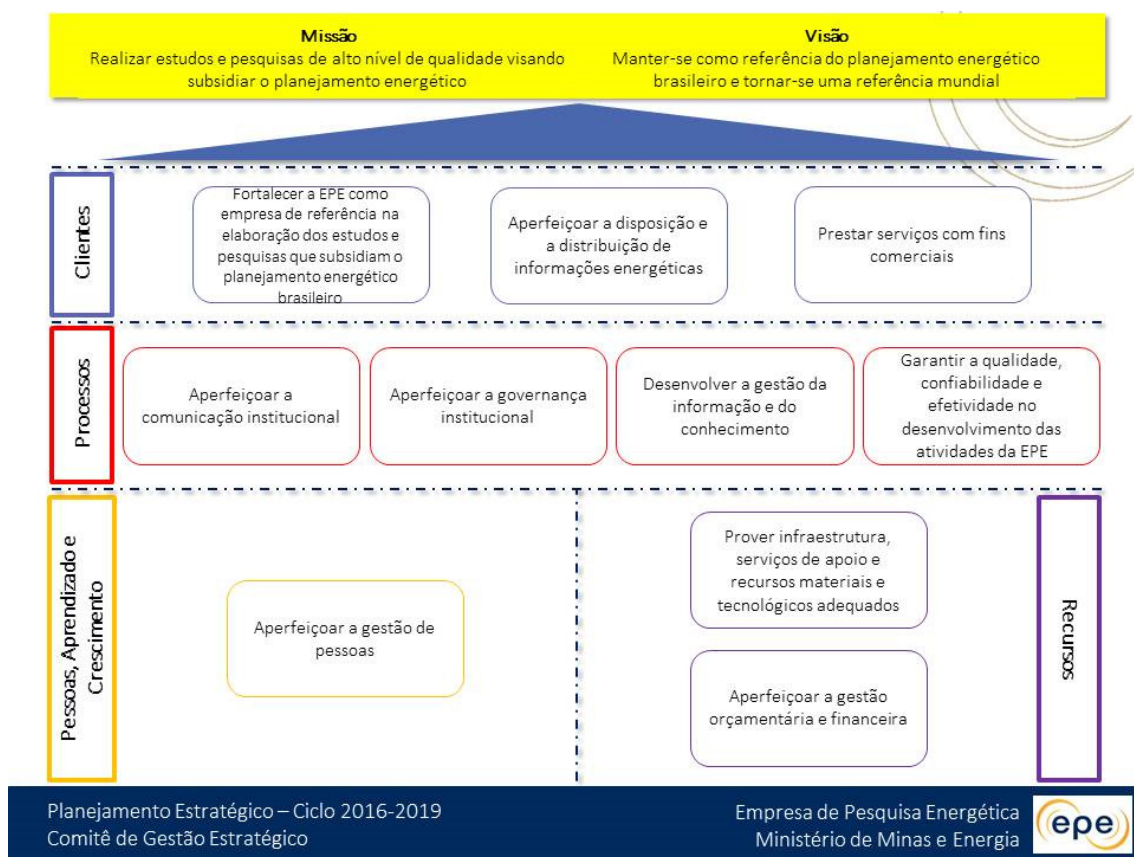 Missão
Realizar estudos e pesquisas de alto nível de qualidade visando
subsidiar o planejamento energético
Visão
Manter-se como referência do planejamento energético
brasileiro e tornar-se uma referência mundial
Clientes
Fortalecer a EPE como
empresa de referência na
elaboração dos estudos e
pesquisas que subsidiam o
planejamento energético
brasileiro
Aperfeiçoar a disposição e
a distribuição de
informações energéticas
Prestar serviços com fins
comerciais
Processos
Aperfeiçoar a
comunicação institucional
Aperfeiçoar a governança
institucional
Desenvolver a gestão da
informação e do
conhecimento
Garantir a qualidade,
confiabilidade e
efetividade no
desenvolvimento das
atividades da EPE
Pessoas, Aprendizado e
Crescimento
Aperfeiçoar a gestão de
pessoas
Prover infraestrutura,
serviços de apoio e
recursos materiais e
tecnológicos adequados
Aperfeiçoar a gestão
orçamentária e financeira
Recursos
Planejamento Estratégico – Ciclo 2016-2019
Comitê de Gestão Estratégico
Empresa de Pesquisa Energética
Ministério de Minas e Energia
epe